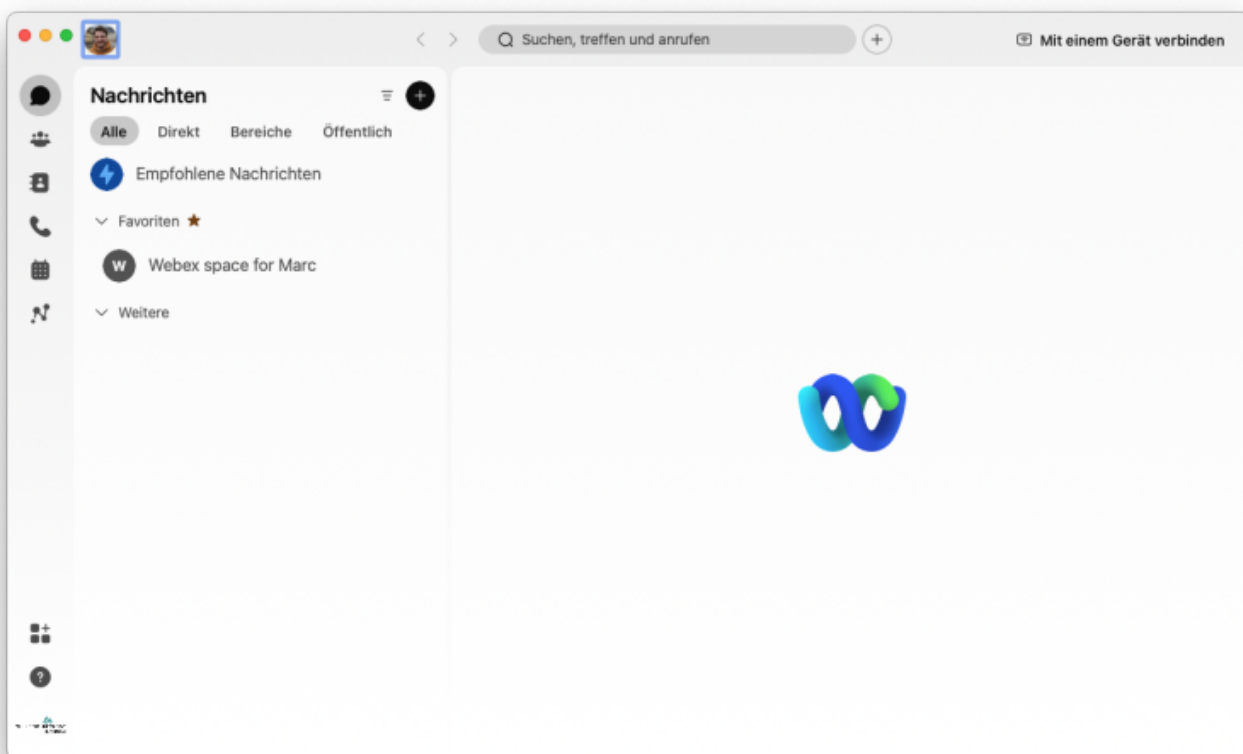 Suchen, treffen und anrufen
Mit einem Gerät verbinden
Nachrichten
Alle Direkt Bereiche Öffentlich
Empfohlene Nachrichten
Favoriten
W Webex space for Marc
Weitere